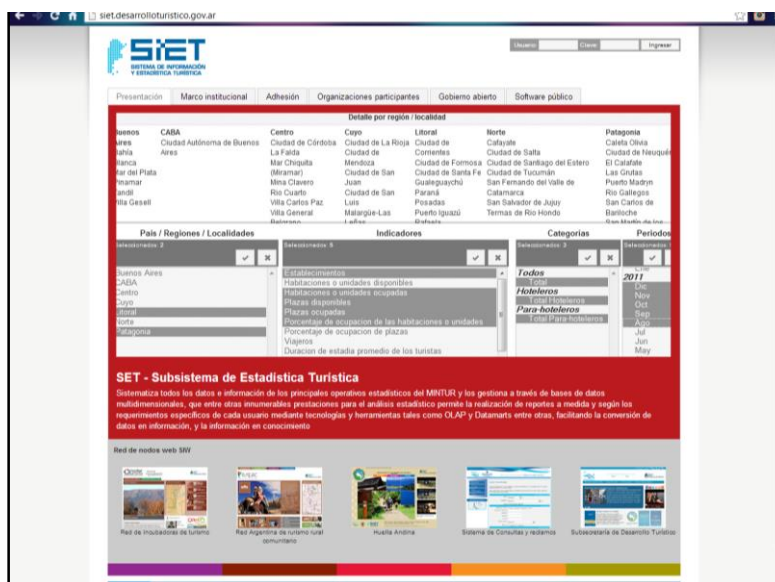 siet.desarrolloturistico.gov.ar
SIET
SISTEMA DE INFORMACIÓN
Y ESTADÍSTICA TURÍSTICA
Usuario Clave Ingresar
Presentación Marco institucional Adhesión Organizaciones participantes Gobierno abierto Software público
Detalle por región / localidad
Buenos CABA Centro Cuyo Litoral Norte Patagonia
Aires Ciudad Autónoma de Buenos Ciudad de Córdoba Ciudad de La Rioja Ciudad de Cafayate Caleta Olivia
Bahía Aires La Falda Ciudad de Corrientes Ciudad de Salta Ciudad de Neuquén
Blanca Mar Chiquita Mendoza Ciudad de Formosa Ciudad de Santiago del Estero El Calafate
Mar del Plata (Miramar) Ciudad de San Ciudad de Santa Fe Ciudad de Tucumán Las Grutas
Pinamar Mina Clavero Juan Gualeguaychú San Fernando del Valle de Puerto Madryn
Tandil Río Cuarto Ciudad de San Paraná Catamarca Río Gallegos
Villa Gesell Villa Carlos Paz Luis Posadas San Salvador de Jujuy San Carlos de
Villa General Malargüe-Las Puerto Iguazú Termas de Río Hondo Bariloche
Belgrano Leñas Rafaela San Martín de los
País / Regiones / Localidades Indicadores Categorías Períodos
Seleccionados: 2 Seleccionados: 5 Seleccionados: 3 Seleccionados:
Buenos Aires
CABA
Centro
Cuyo
Litoral
Norte
Patagonia
Establecimientos
Habitaciones o unidades disponibles
Habitaciones o unidades ocupadas
Plazas disponibles
Plazas ocupadas
Porcentaje de ocupacion de las habitaciones o unidades
Porcentaje de ocupacion de plazas
Viajeros
Duracion de estadía promedio de los turistas
Todos
Total
Hoteleros
Total Hoteleros
Para-hoteleros
Total Para-hoteleros
Ene
2011
Dic
Nov
Oct
Sep
Ago
Jul
Jun
May
SET - Subsistema de Estadística Turística
Sistematiza todos los datos e información de los principales operativos estadísticos del MINTUR y los gestiona a través de bases de datos
multidimensionales, que entre otras innumerables prestaciones para el análisis estadístico permite la realización de reportes a medida y según los
requerimientos específicos de cada usuario mediante tecnologías y herramientas tales como OLAP y Datamarts entre otras, facilitando la conversión de
datos en información, y la información en conocimiento
Red de nodos web SIW
Red de incubadoras de turismo
Red Argentina de turismo rural
comunitario
Huella Andina
Sistema de Consultas y reclamos
Subsecretaría de Desarrollo Turístico